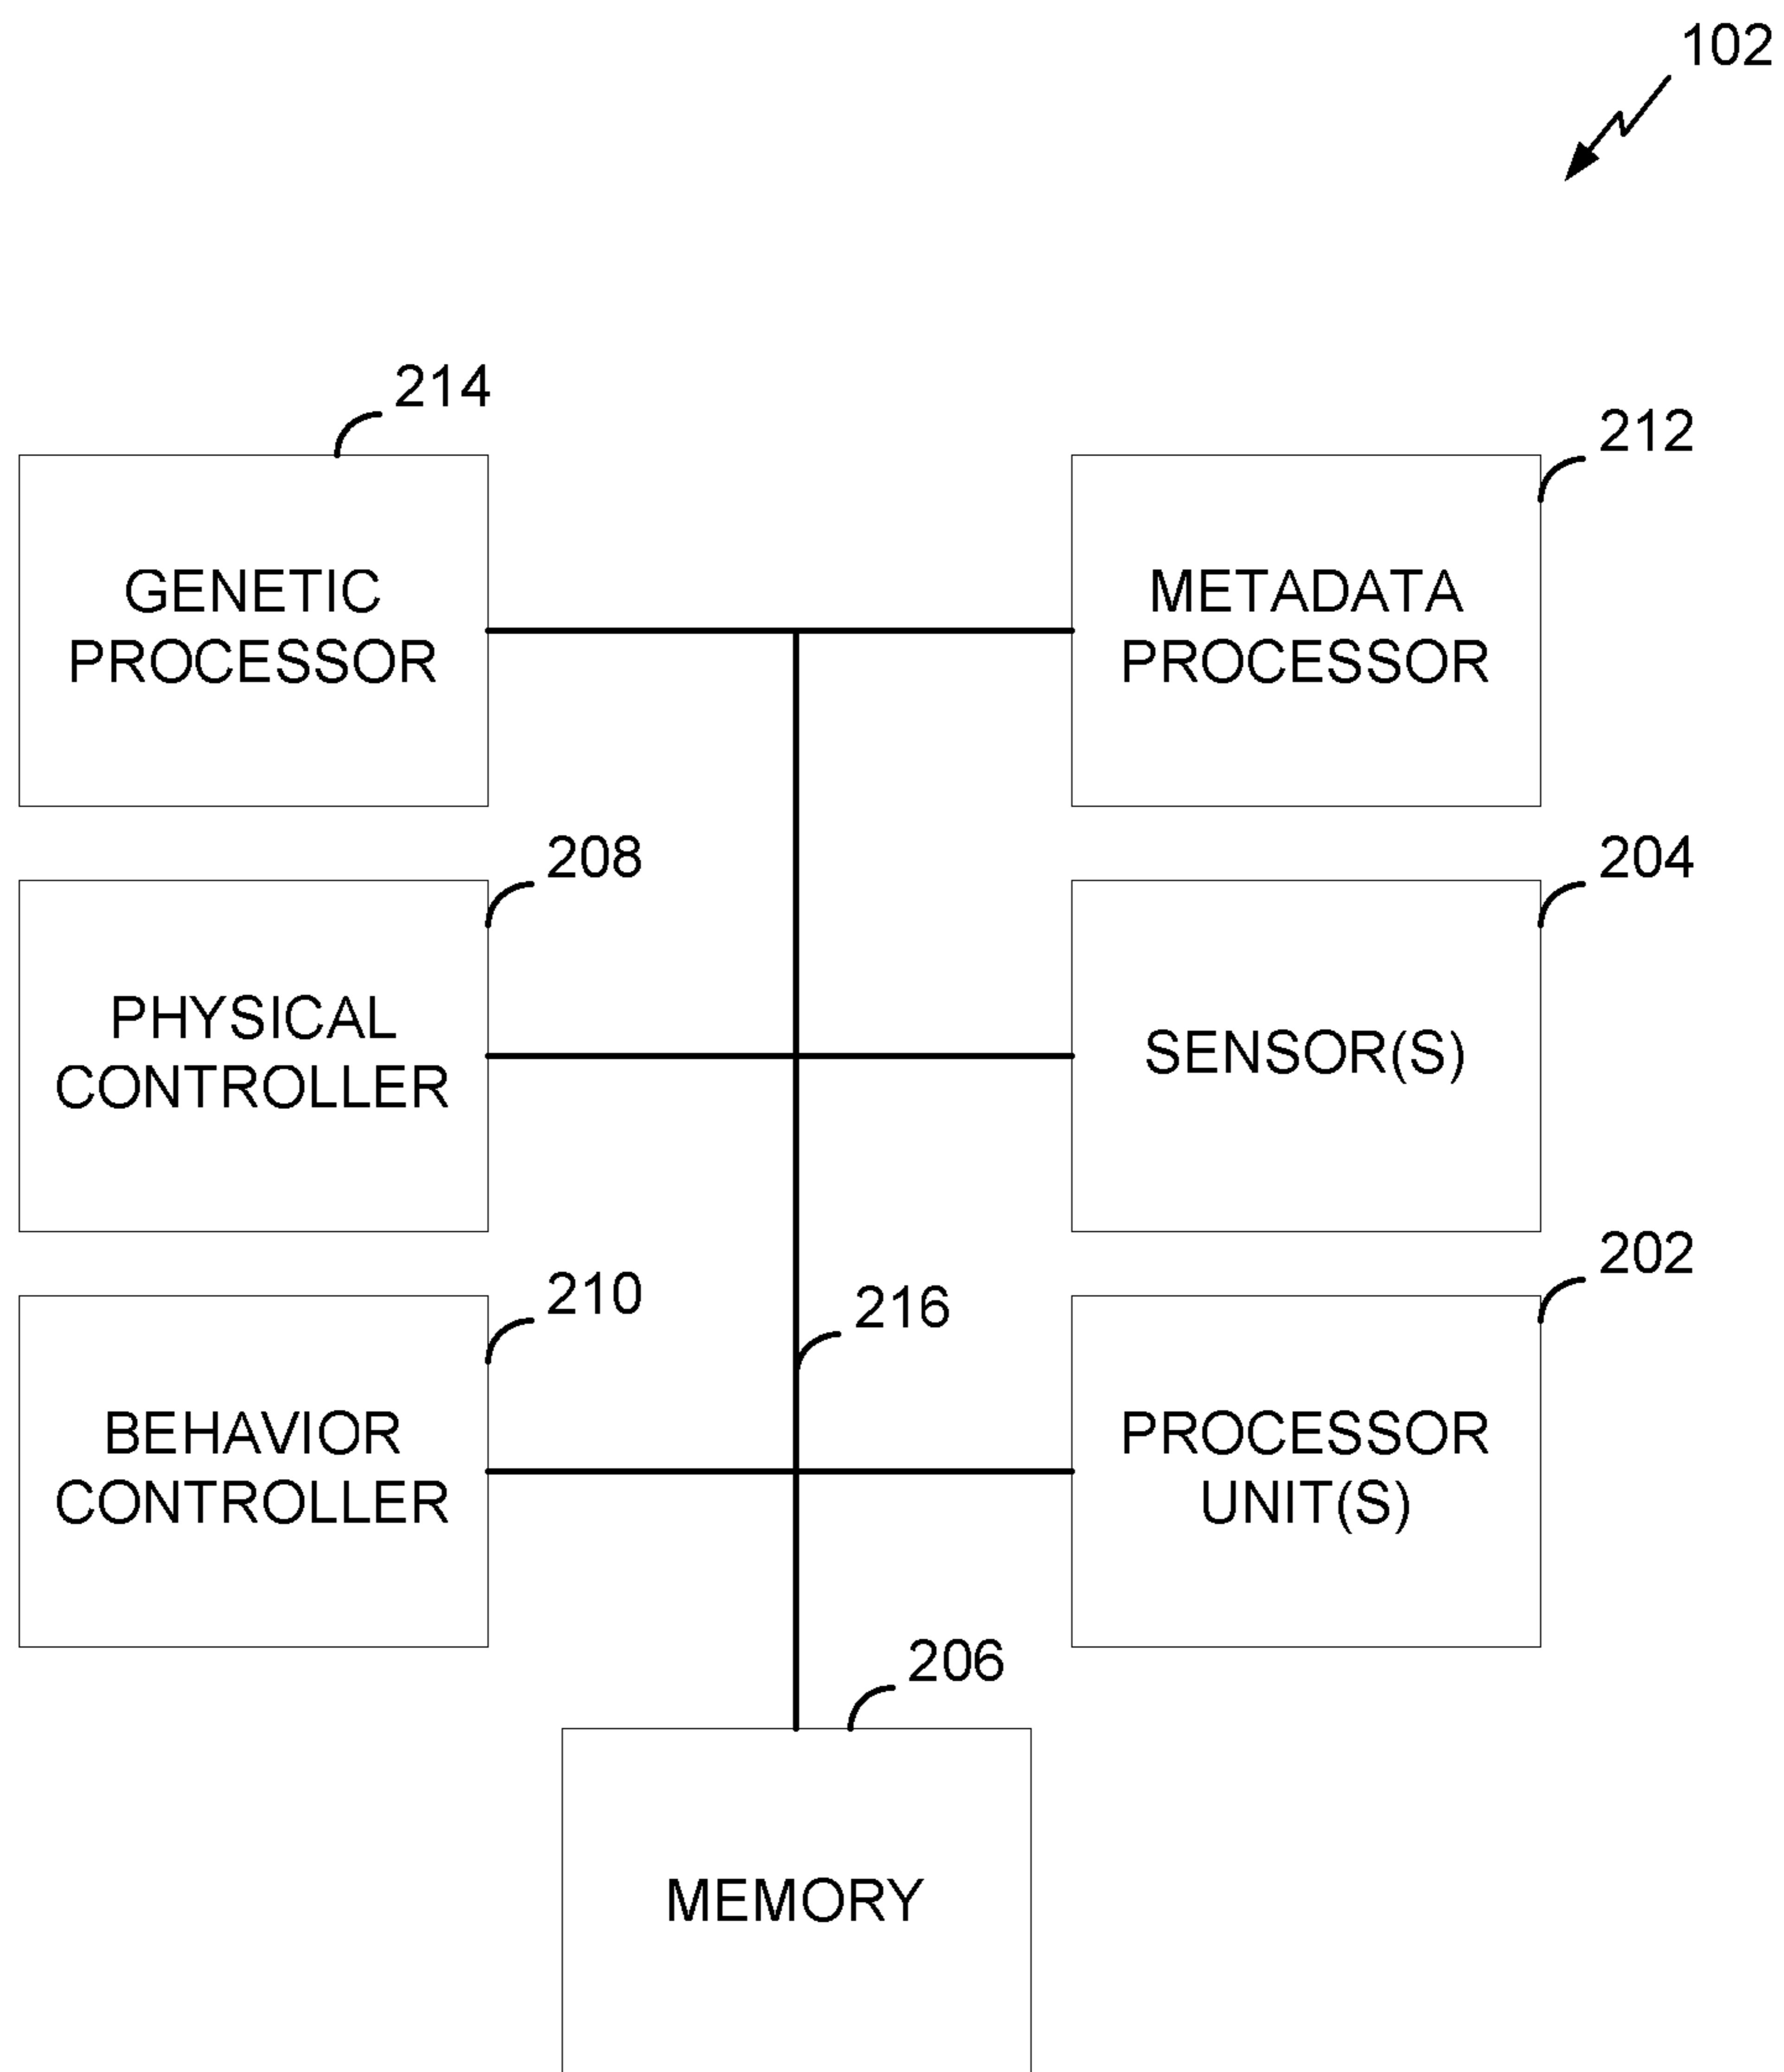 102
214
212
GENETIC
PROCESSOR
METADATA
PROCESSOR
208
204
PHYSICAL
CONTROLLER
SENSOR(S)
210
216
202
BEHAVIOR
CONTROLLER
PROCESSOR
UNIT(S)
206
MEMORY